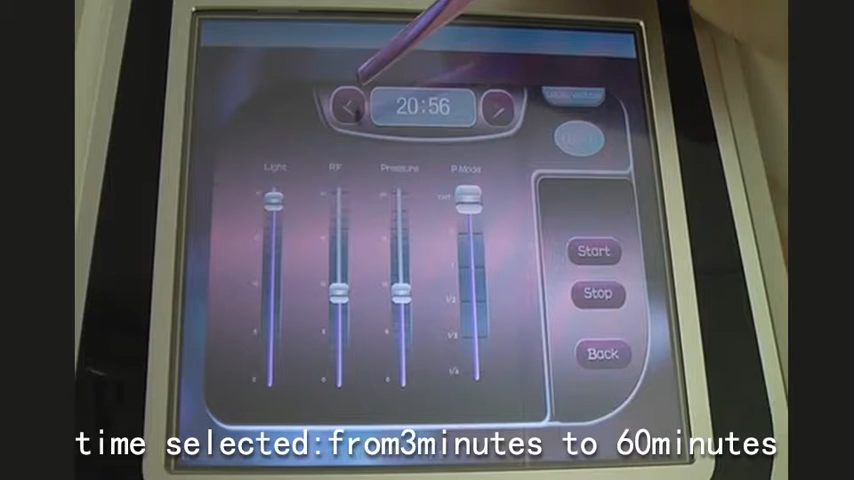 20:56
Light RF Pressure P.Mode
Start
Stop
Back
time selected:from3minutes to 60minutes